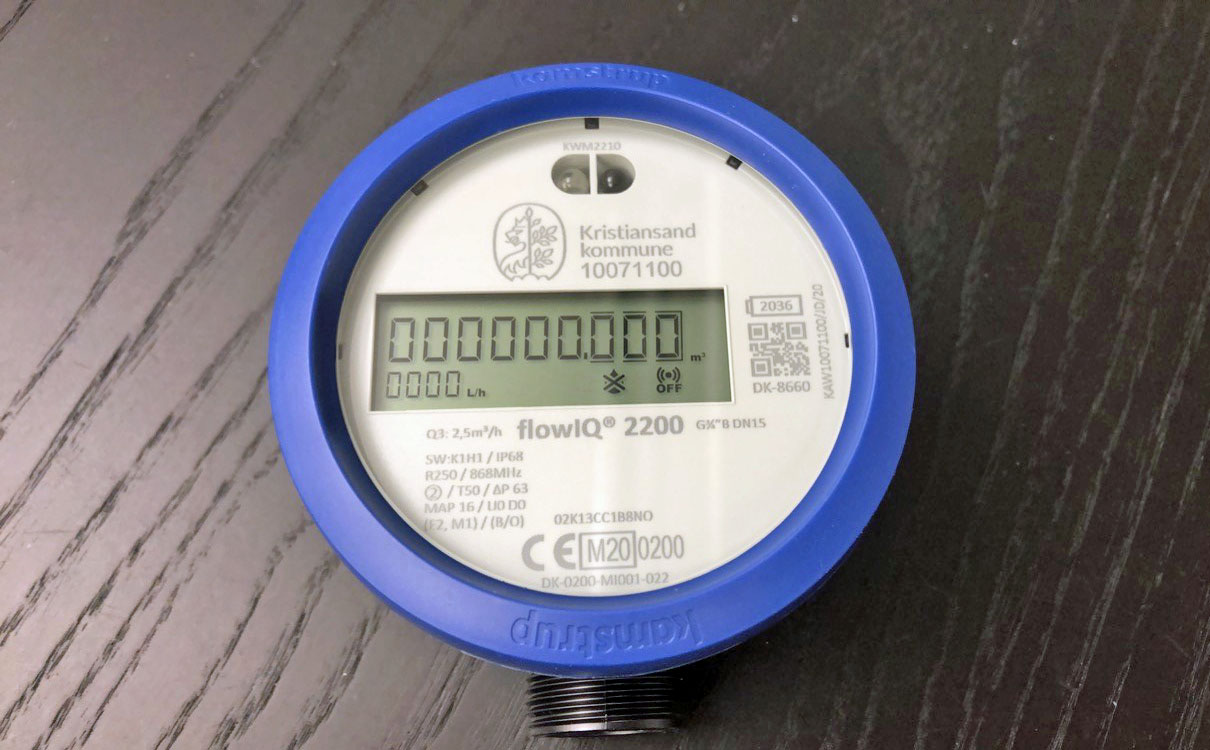 kamstrup
KWM2210
Kristiansand
kommune
10071100
000000.000 m³
0000 L/h
OFF
2036
DK-8660
KAW10071100/JD/20
Q3: 2,5m³/h flowIQ® 2200 G¾"B DN15
SW:K1H1 / IP68
R250 / 868MHz
② / T50 / ΔP 63
MAP 16 / U0 D0
(E2, M1) / (B/O)
02K13CC1B8NO
CE M20 0200
DK-0200-MI001-022
kamstrup